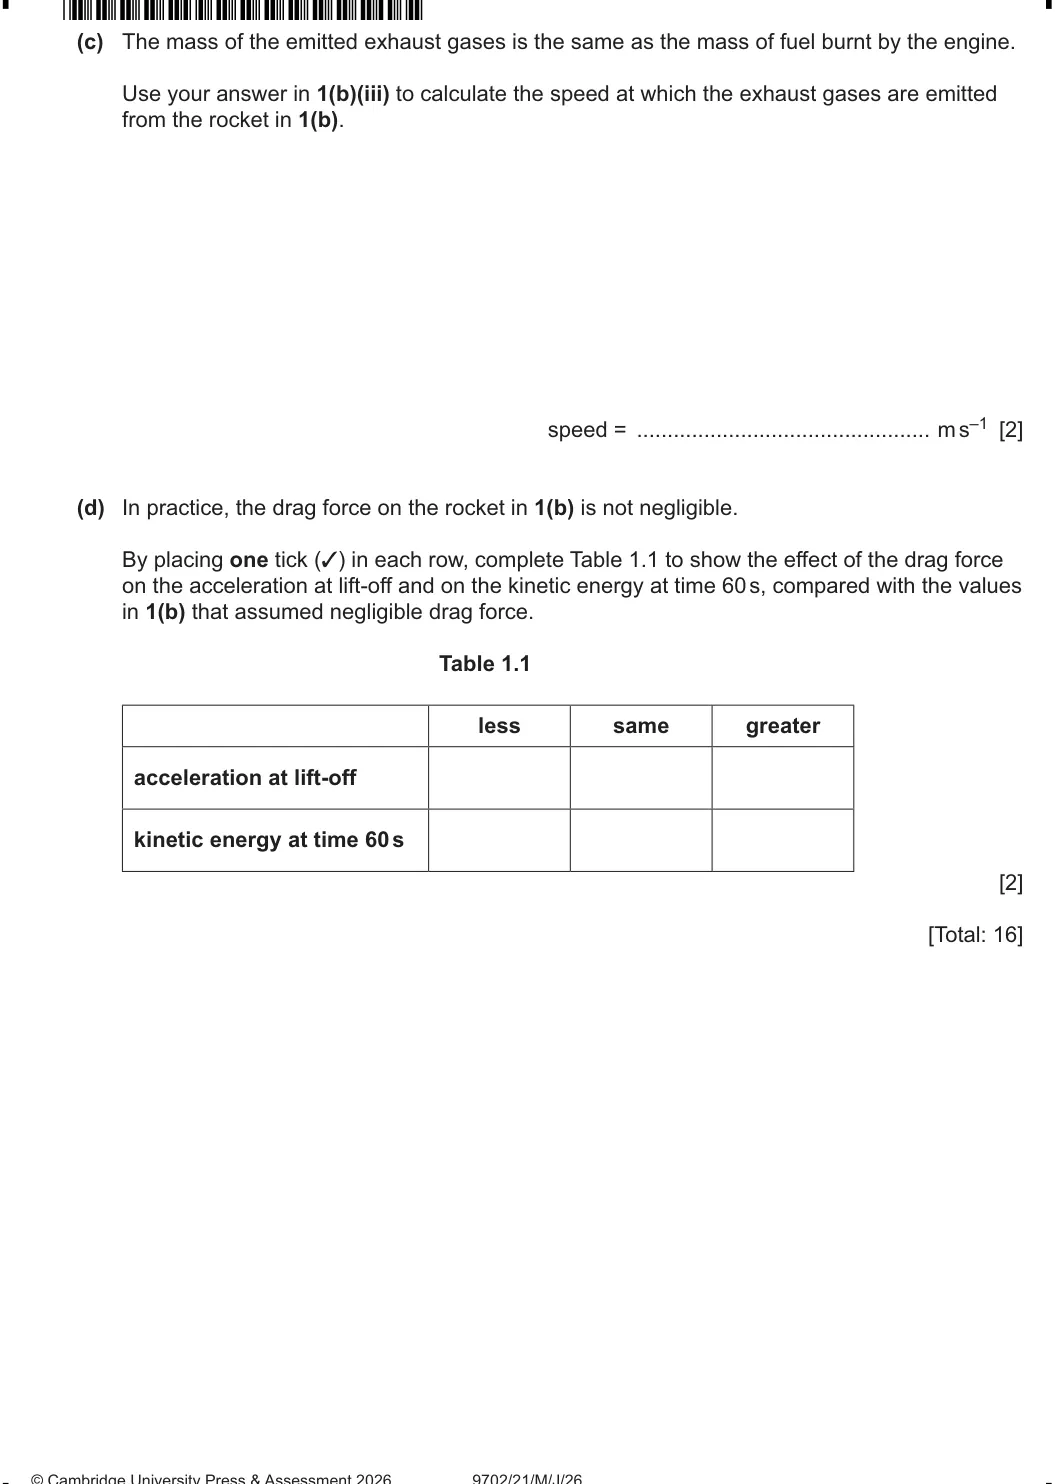 (c) The mass of the emitted exhaust gases is the same as the mass of fuel burnt by the engine.
Use your answer in 1(b)(iii) to calculate the speed at which the exhaust gases are emitted
from the rocket in 1(b).
speed = ................................................ m s–1 [2]
(d) In practice, the drag force on the rocket in 1(b) is not negligible.
By placing one tick (✓) in each row, complete Table 1.1 to show the effect of the drag force
on the acceleration at lift-off and on the kinetic energy at time 60 s, compared with the values
in 1(b) that assumed negligible drag force.
Table 1.1
less same greater
acceleration at lift-off
kinetic energy at time 60 s
[2]
[Total: 16]
© Cambridge University Press & Assessment 2026 9702/21/M/J/26